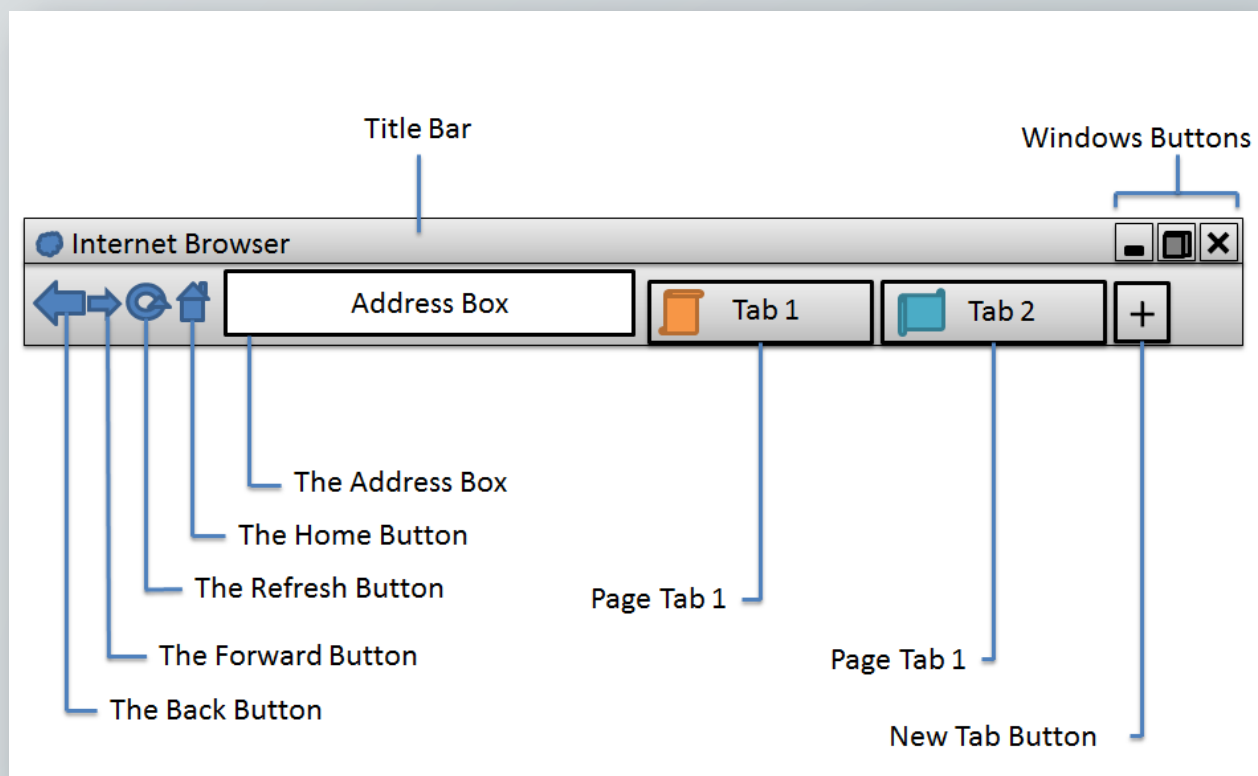 Title Bar
Windows Buttons
Internet Browser
Address Box
Tab 1
Tab 2
+
The Address Box
The Home Button
The Refresh Button
Page Tab 1
The Forward Button
Page Tab 1
The Back Button
New Tab Button